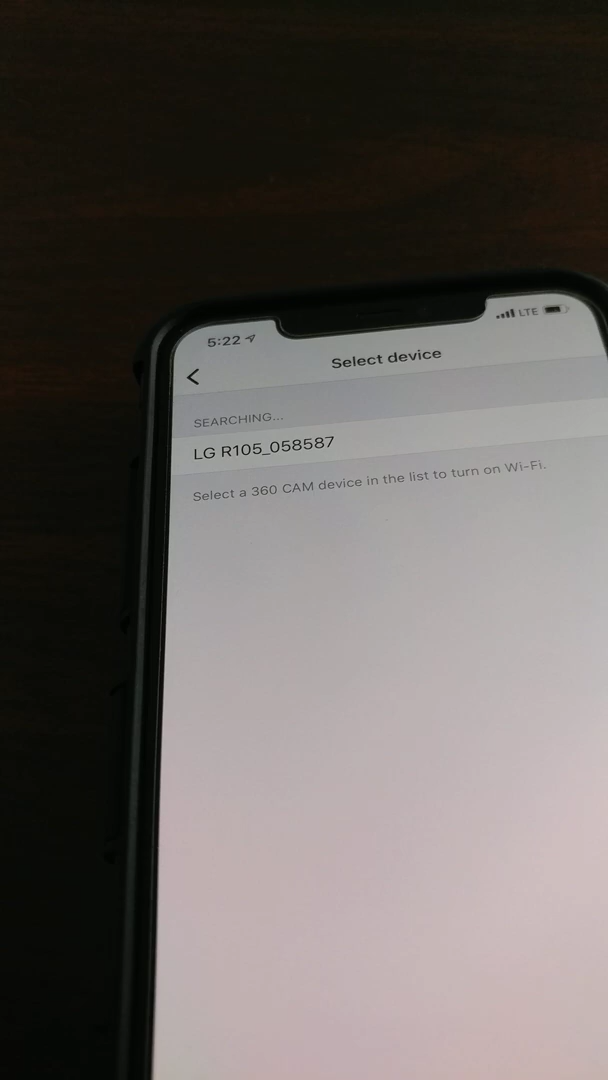 5:22
LTE
Select device
SEARCHING...
LG R105_058587
Select a 360 CAM device in the list to turn on Wi-Fi.